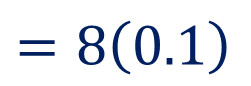 = 8(0.1)